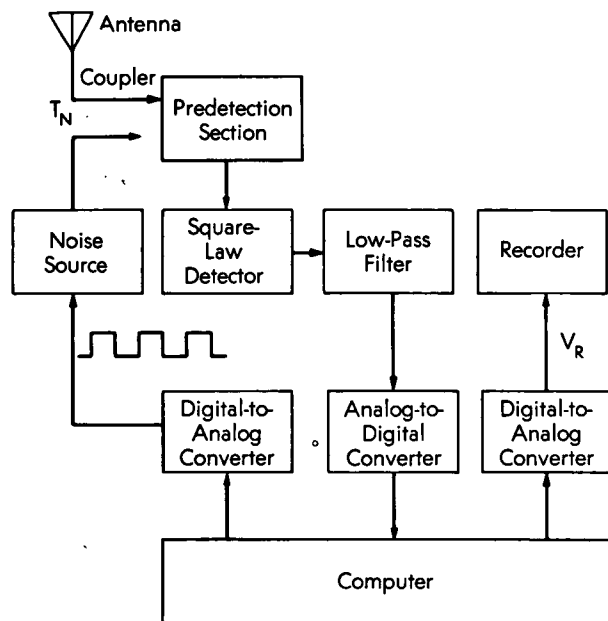 Antenna
Coupler
T_N
Predetection
Section
Noise
Source
Square-
Law
Detector
Low-Pass
Filter
Recorder
V_R
Digital-to-
Analog
Converter
Analog-to-
Digital
Converter
Digital-to-
Analog
Converter
Computer